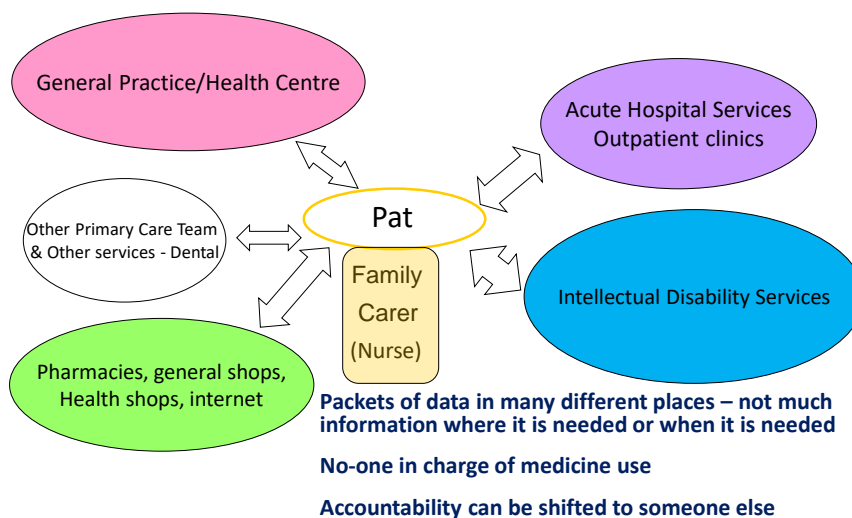 General Practice/Health Centre
Acute Hospital Services
Outpatient clinics
Pat
Other Primary Care Team
& Other services - Dental
Family
Carer
(Nurse)
Intellectual Disability Services
Pharmacies, general shops,
Health shops, internet
Packets of data in many different places – not much
information where it is needed or when it is needed
No-one in charge of medicine use
Accountability can be shifted to someone else